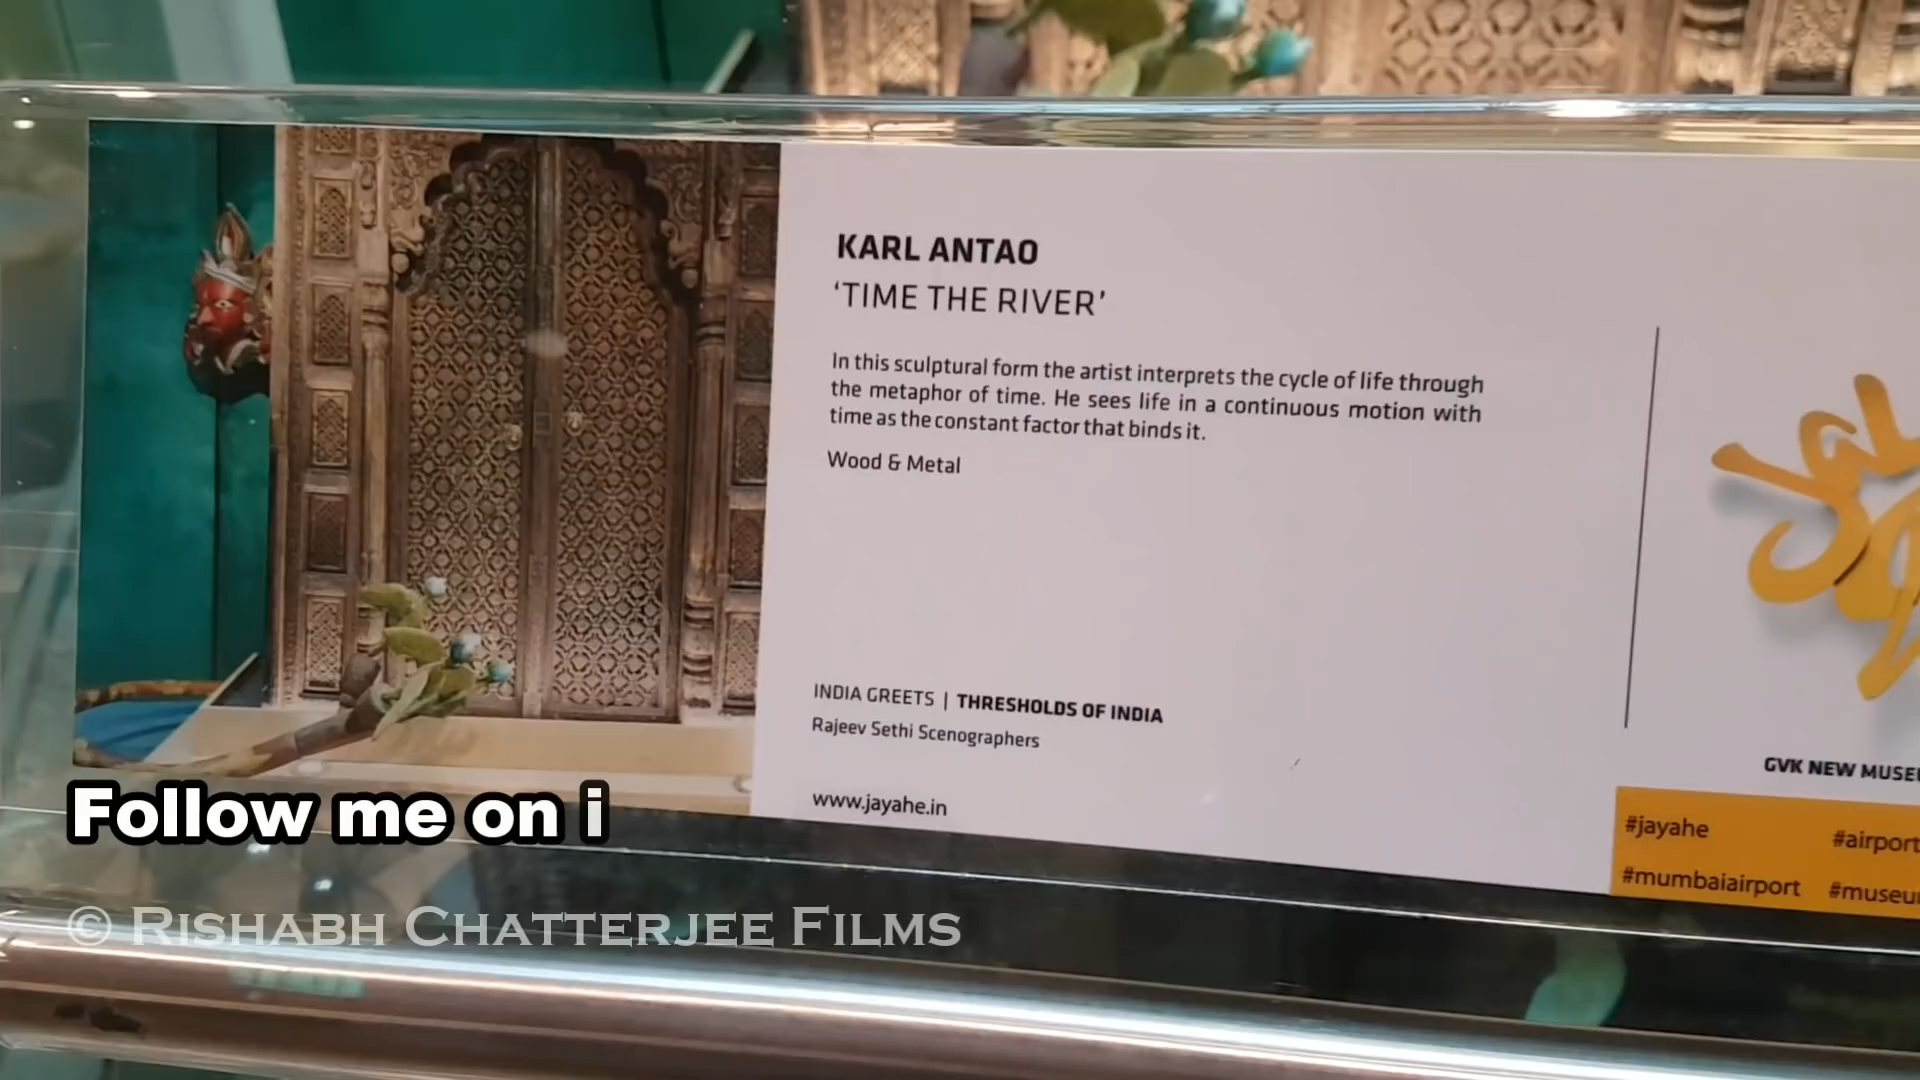 KARL ANTAO
‘TIME THE RIVER’
In this sculptural form the artist interprets the cycle of life through
the metaphor of time. He sees life in a continuous motion with
time as the constant factor that binds it.
Wood & Metal
INDIA GREETS | THRESHOLDS OF INDIA
Rajeev Sethi Scenographers
www.jayahe.in
GVK NEW
#jayahe
#airport
#mumbaiairport
Follow me on i
© RISHABH CHATTERJEE FILMS